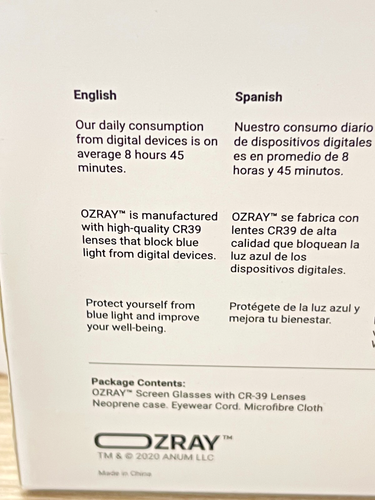 English
Our daily consumption
from digital devices is on
average 8 hours 45
minutes.
OZRAY™ is manufactured
with high-quality CR39
lenses that block blue
light from digital devices.
Protect yourself from
blue light and improve
your well-being.
Spanish
Nuestro consumo diario
de dispositivos digitales
es en promedio de 8
horas y 45 minutos.
OZRAY™ se fabrica con
lentes CR39 de alta
calidad que bloquean la
luz azul de los
dispositivos digitales.
Protégete de la luz azul y
mejora tu bienestar.
Package Contents:
OZRAY™ Screen Glasses with CR-39 Lenses
Neoprene case. Eyewear Cord. Microfibre Cloth
OZRAY™
TM & © 2020 ANUM LLC
Made in China